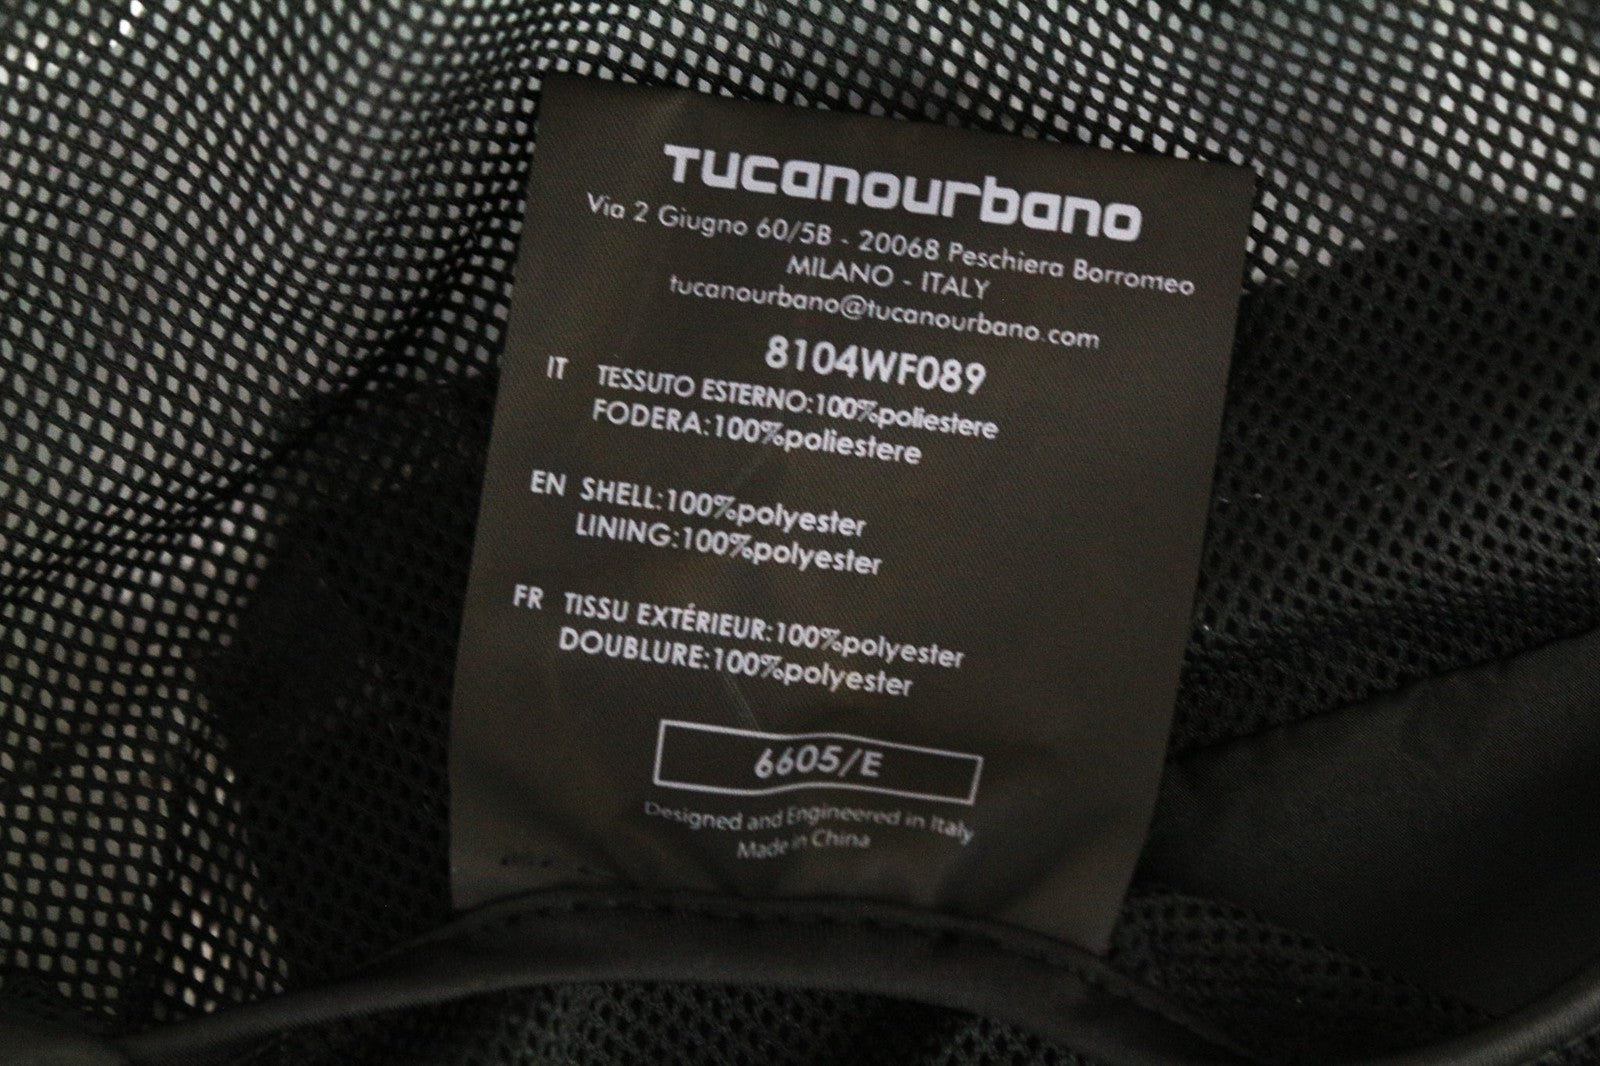 Tucanourbano
Via 2 Giugno 60/5B - 20068 Peschiera Borromeo
MILANO - ITALY
tucanourbano@tucanourbano.com
8104WF089
IT TESSUTO ESTERNO:100%poliestere
FODERA:100%poliestere
EN SHELL:100%polyester
LINING:100%polyester
FR TISSU EXTÉRIEUR:100%polyester
DOUBLURE:100%polyester
6605/E
Designed and Engineered in Italy
Made in China